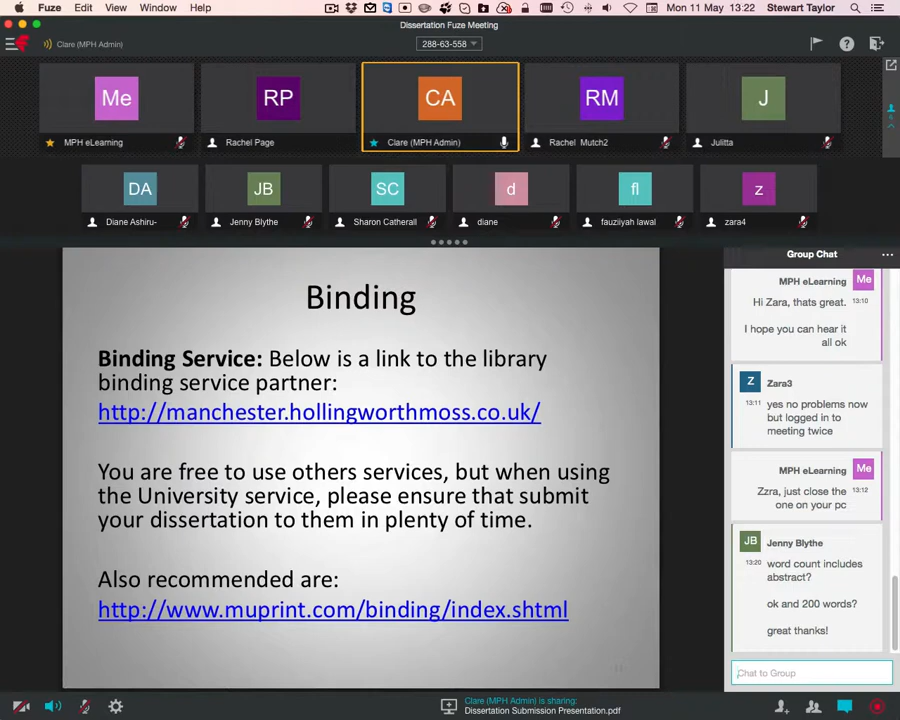 Fuze Edit View Window Help
Mon 11 May 13:22 Stewart Taylor
Dissertation Fuze Meeting
Clare (MPH Admin)
288-63-558
Me
RP
CA
RM
J
MPH eLearning
Rachel Page
Clare (MPH Admin)
Rachel Mutch2
Julitta
DA
JB
SC
d
fl
z
Diane Ashiru-
Jenny Blythe
Sharon Catherall
diane
fauziiyah lawal
zara4
Binding
Binding Service: Below is a link to the library
binding service partner:
http://manchester.hollingworthmoss.co.uk/
You are free to use others services, but when using
the University service, please ensure that submit
your dissertation to them in plenty of time.
Also recommended are:
http://www.muprint.com/binding/index.shtml
Group Chat
MPH eLearning
Me
Hi Zara, thats great.
13:10
I hope you can hear it
all ok
Z
Zara3
13:11
yes no problems now
but logged in to
meeting twice
MPH eLearning
Me
Zzra, just close the
13:12
one on your pc
JB
Jenny Blythe
13:20
word count includes
abstract?
ok and 200 words?
great thanks!
Chat to Group
Clare (MPH Admin) is sharing:
Dissertation Submission Presentation.pdf